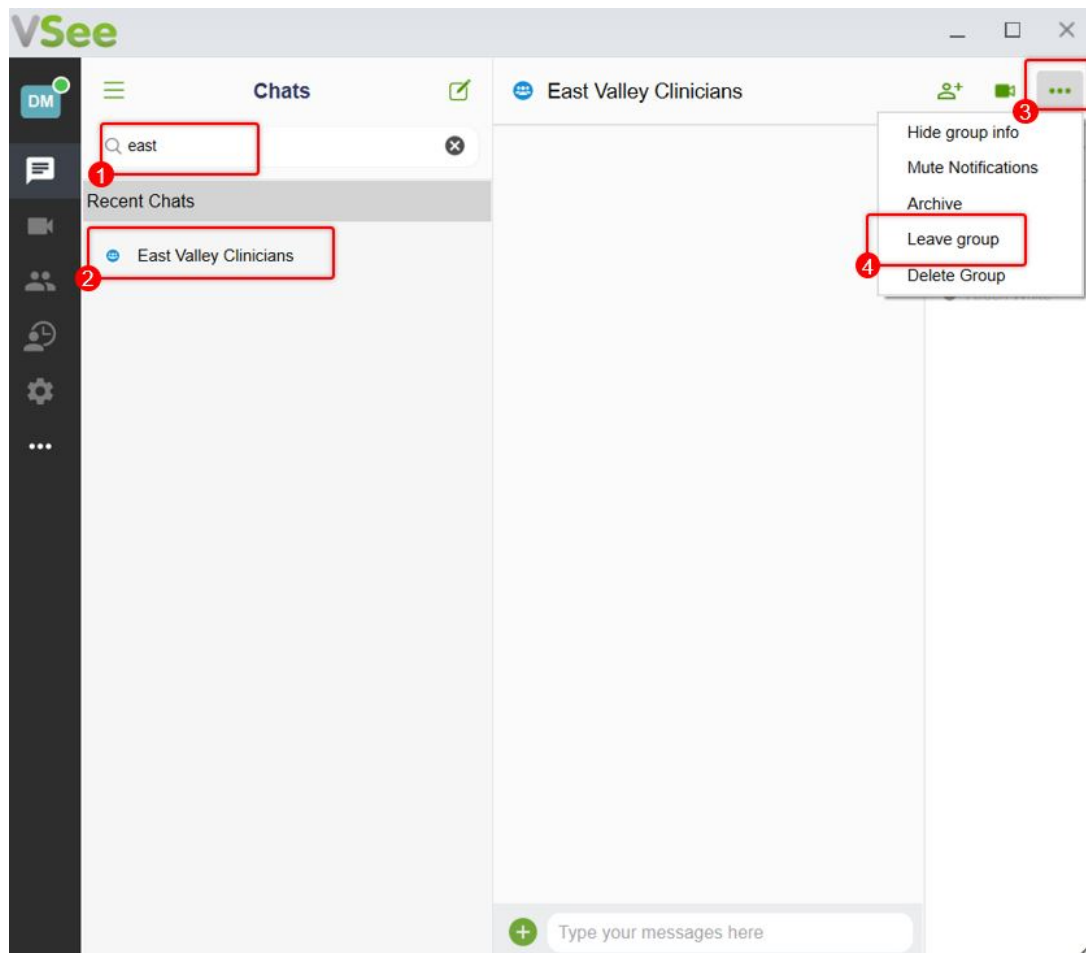 VSee
DM
Chats
east
1
Recent Chats
East Valley Clinicians
2
East Valley Clinicians
3
Hide group info
Mute Notifications
Archive
Leave group
4
Delete Group
Type your messages here